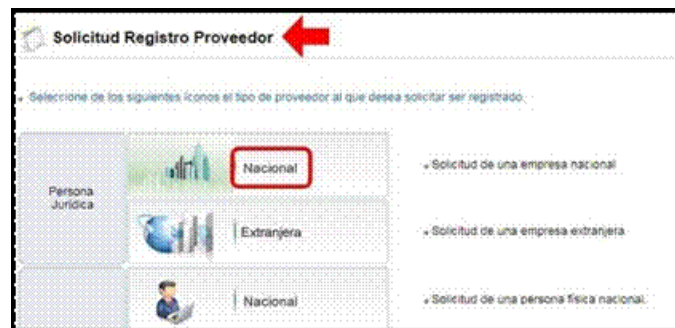 Solicitud Registro Proveedor
Seleccione de los siguientes íconos el tipo de proveedor al que desea solicitar ser registrado.
Nacional
Solicitud de una empresa nacional
Persona
Jurídica
Extranjera
Solicitud de una empresa extranjera
Nacional
Solicitud de una persona física nacional.